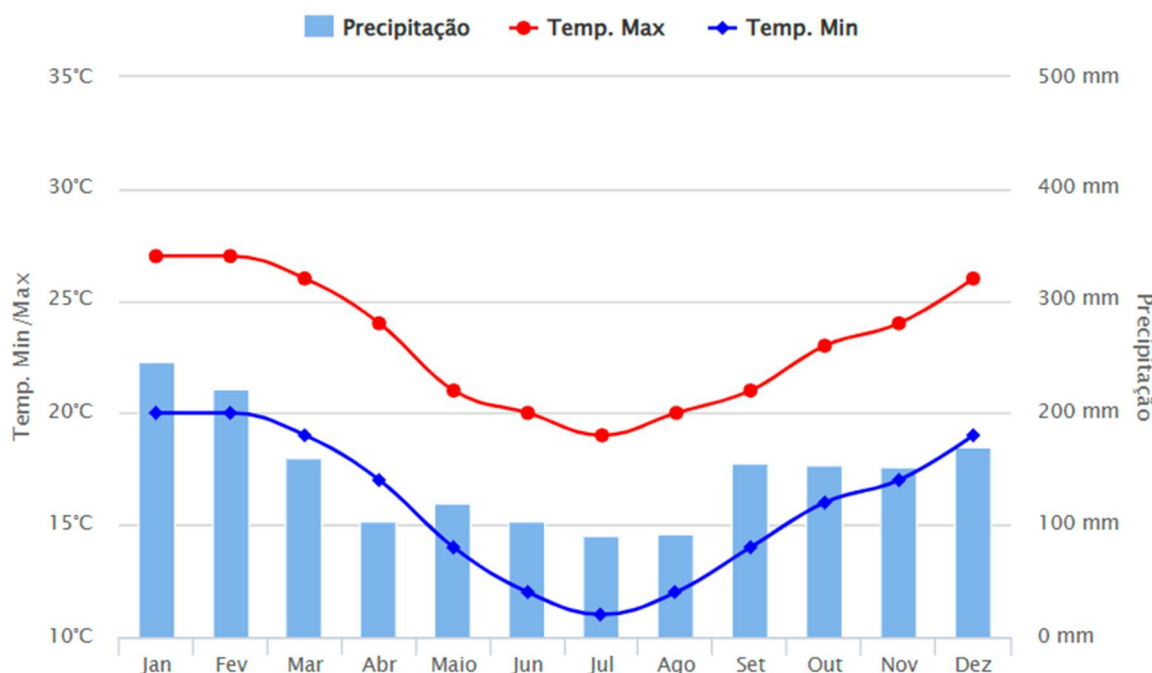 Precipitação Temp. Max Temp. Min
35°C 500 mm
30°C 400 mm
25°C 300 mm
20°C 200 mm
15°C 100 mm
10°C 0 mm
Temp. Min/Max
Precipitação
Jan Fev Mar Abr Maio Jun Jul Ago Set Out Nov Dez